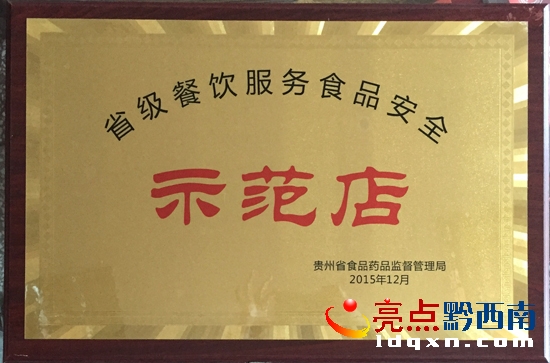 省级餐饮服务食品安全
示范店
贵州省食品药品监督管理局
2015年12月
亮点黔西南
ldqxn.com